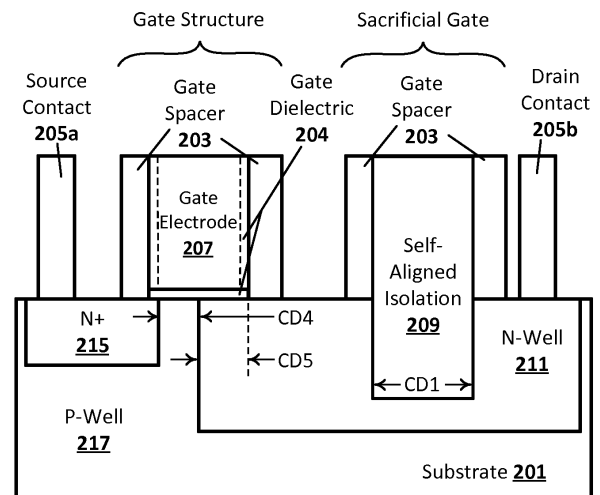 Gate Structure
Sacrificial Gate
Source
Contact
205a
Gate
Spacer
203
Gate
Dielectric
204
Gate
Spacer
203
Drain
Contact
205b
Gate
Electrode
207
Self-
Aligned
Isolation
209
N+
215
CD4
CD5
CD1
N-Well
211
P-Well
217
Substrate 201